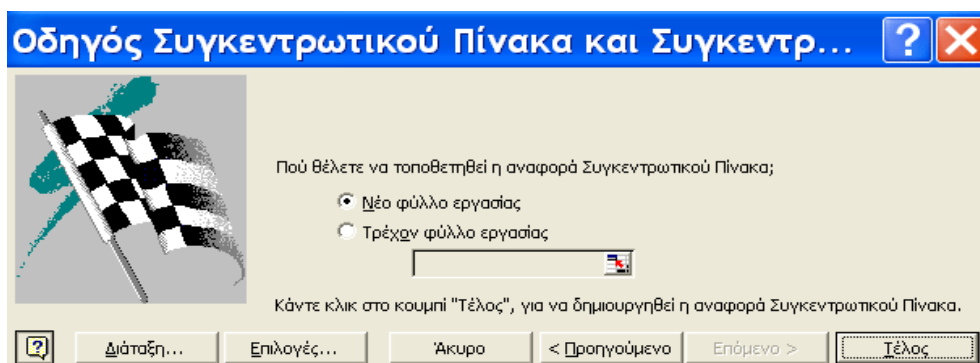 Οδηγός Συγκεντρωτικού Πίνακα και Συγκεντρ...
Πού θέλετε να τοποθετηθεί η αναφορά Συγκεντρωτικού Πίνακα;
Νέο φύλλο εργασίας
Τρέχον φύλλο εργασίας
Κάντε κλικ στο κουμπί "Τέλος", για να δημιουργηθεί η αναφορά Συγκεντρωτικού Πίνακα.
Διάταξη... Επιλογές... Άκυρο < Προηγούμενο Επόμενο > Τέλος